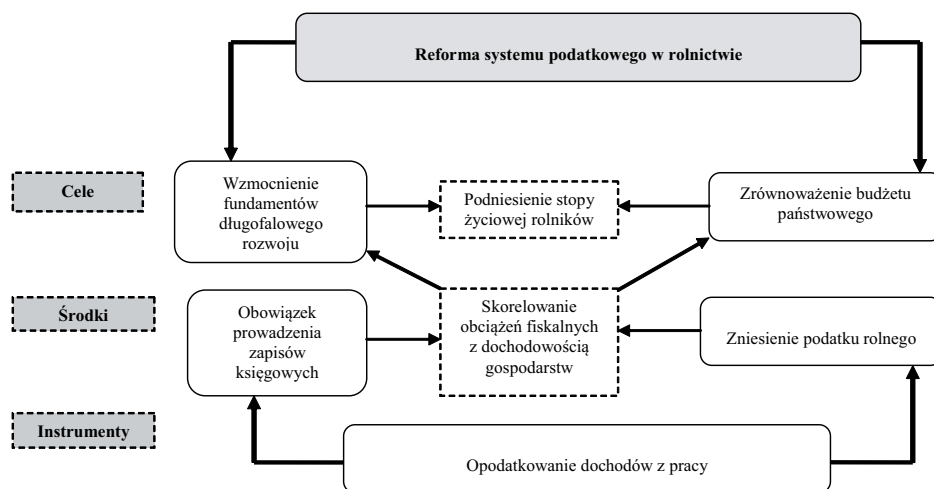 Reforma systemu podatkowego w rolnictwie
Cele
Wzmocnienie
fundamentów
długofalowego
rozwoju
Podniesienie stopy
życiowej rolników
Zrównoważenie budżetu
państwowego
Środki
Obowiązek
prowadzenia
zapisów
księgowych
Skorelowanie
obciążeń fiskalnych
z dochodowością
gospodarstw
Zniesienie podatku rolnego
Instrumenty
Opodatkowanie dochodów z pracy